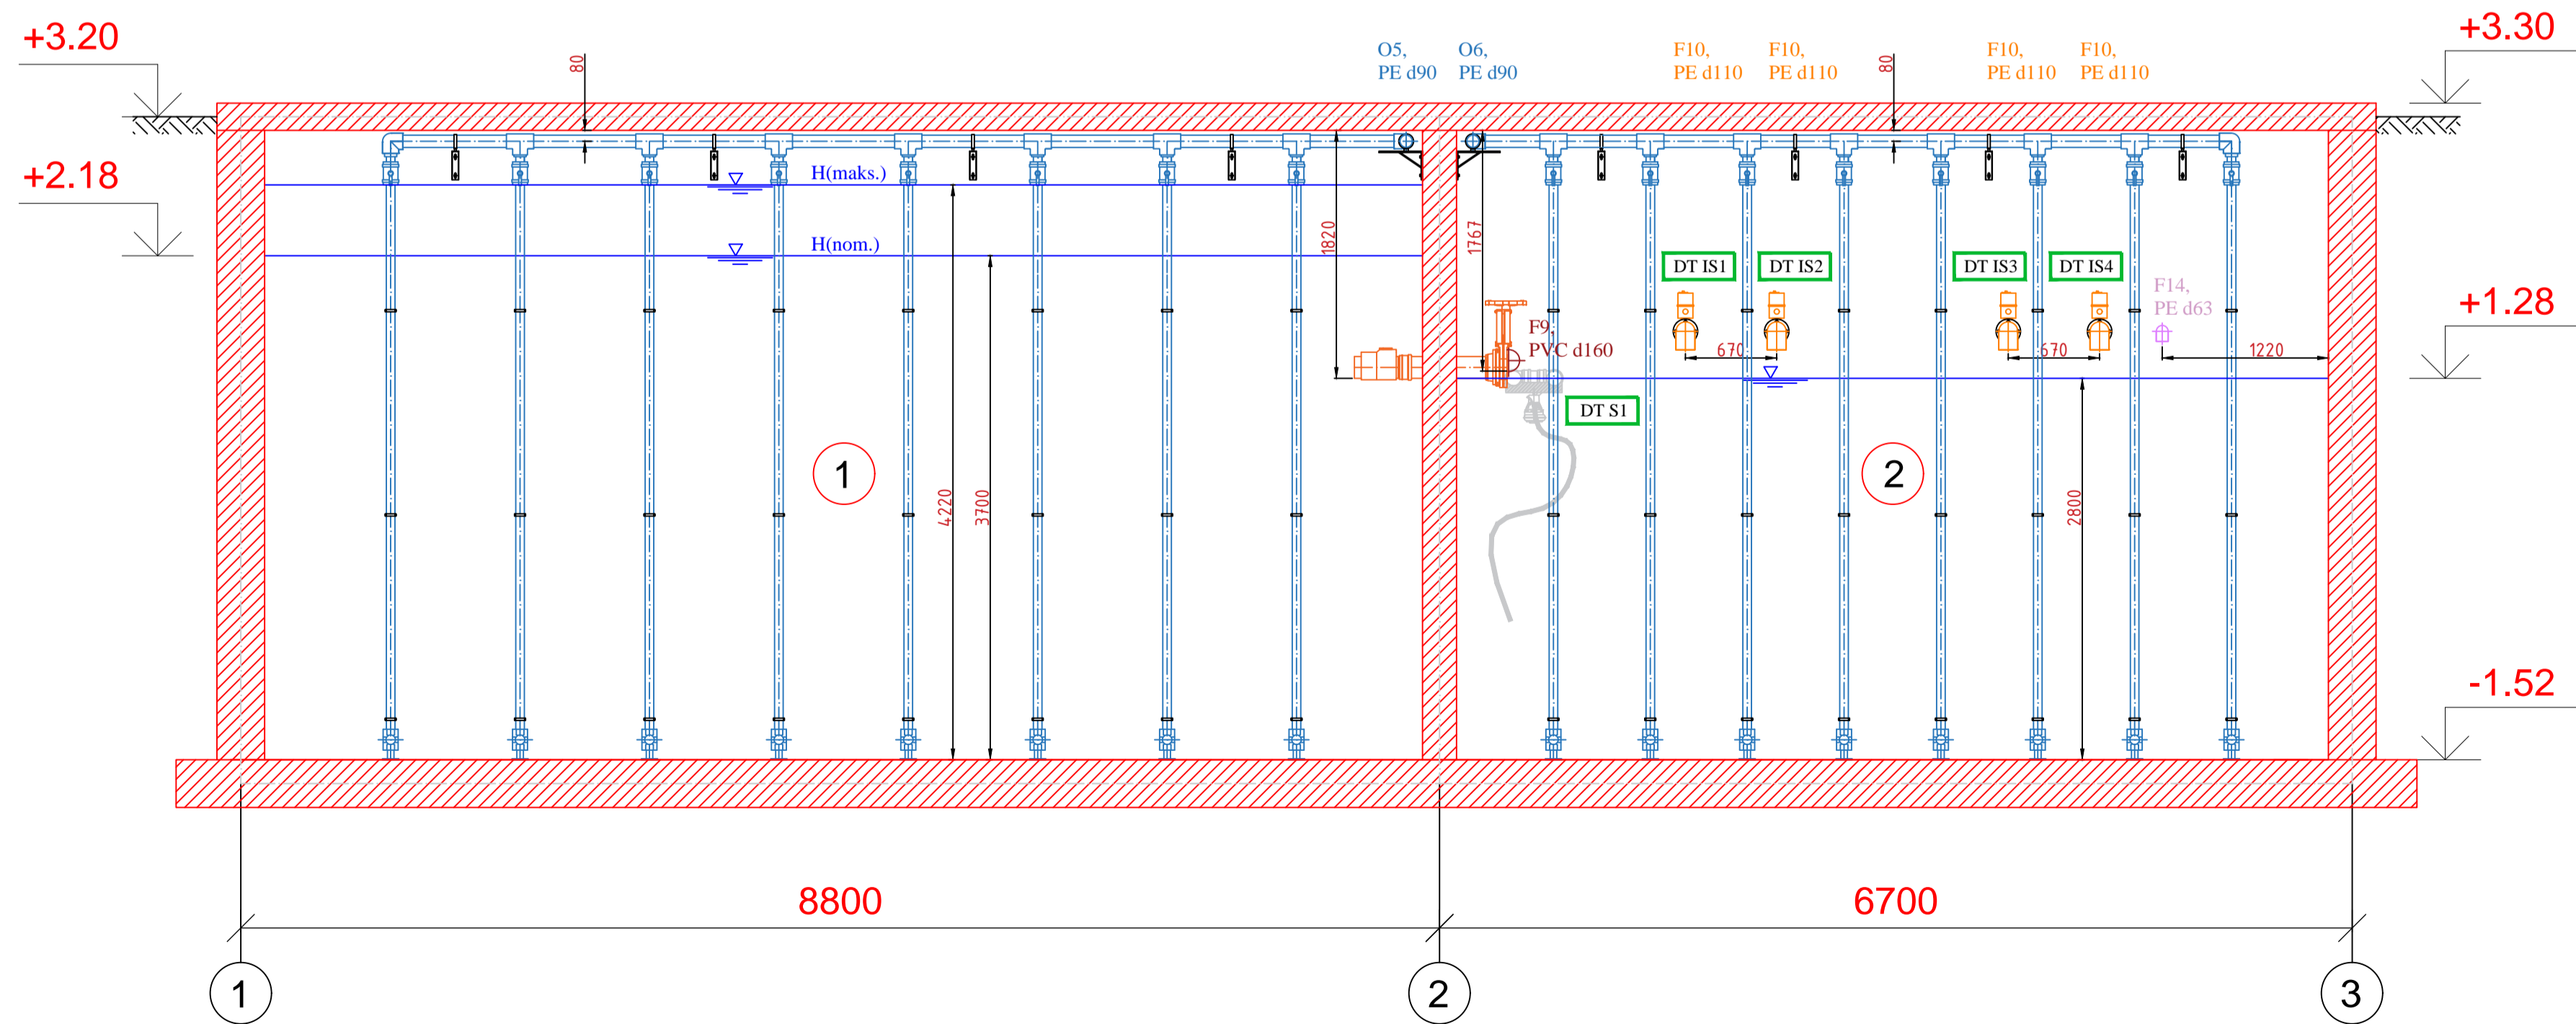 +3.20
+3.30
O5,
PE d90
O6,
PE d90
F10,
PE d110
F10,
PE d110
F10,
PE d110
F10,
PE d110
80
80
+2.18
H(maks.)
H(nom.)
1820
1767
DT IS1
DT IS2
DT IS3
DT IS4
F14,
PE d63
+1.28
F9,
PVC d160
670
670
1220
DT S1
1
2
4220
3700
2800
-1.52
8800
6700
1
2
3